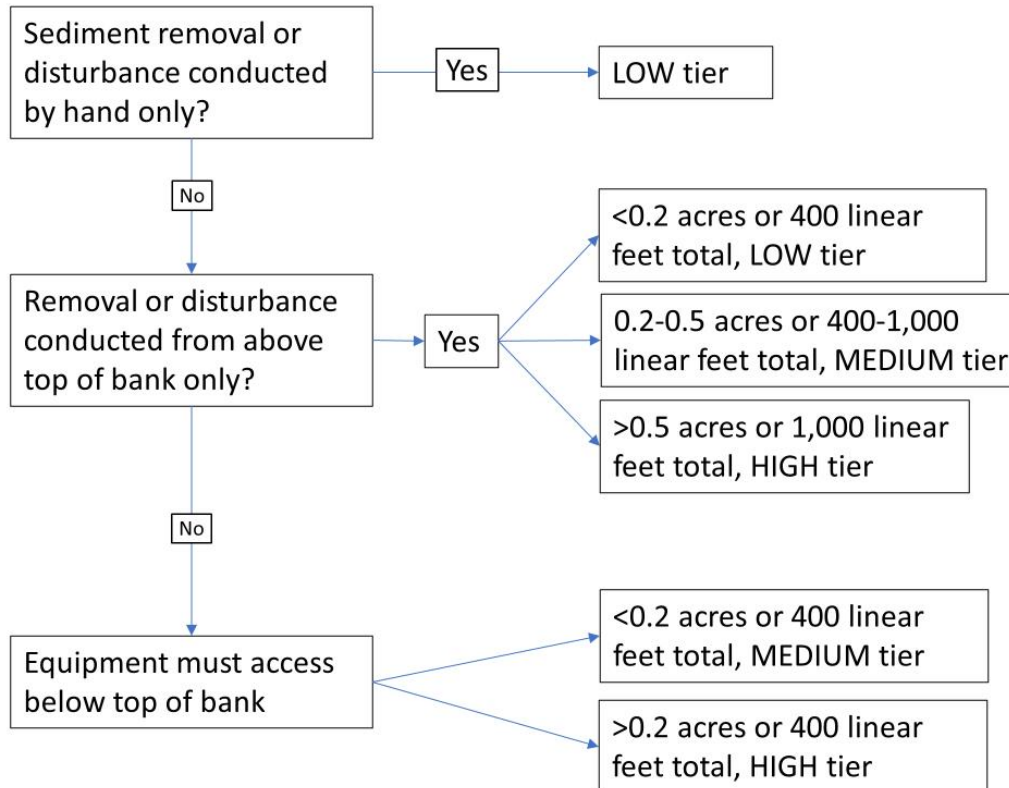 Sediment removal or
disturbance conducted
by hand only?
Yes
LOW tier
No
Removal or disturbance
conducted from above
top of bank only?
Yes
<0.2 acres or 400 linear
feet total, LOW tier
0.2-0.5 acres or 400-1,000
linear feet total, MEDIUM tier
>0.5 acres or 1,000 linear
feet total, HIGH tier
No
Equipment must access
below top of bank
<0.2 acres or 400 linear
feet total, MEDIUM tier
>0.2 acres or 400 linear
feet total, HIGH tier